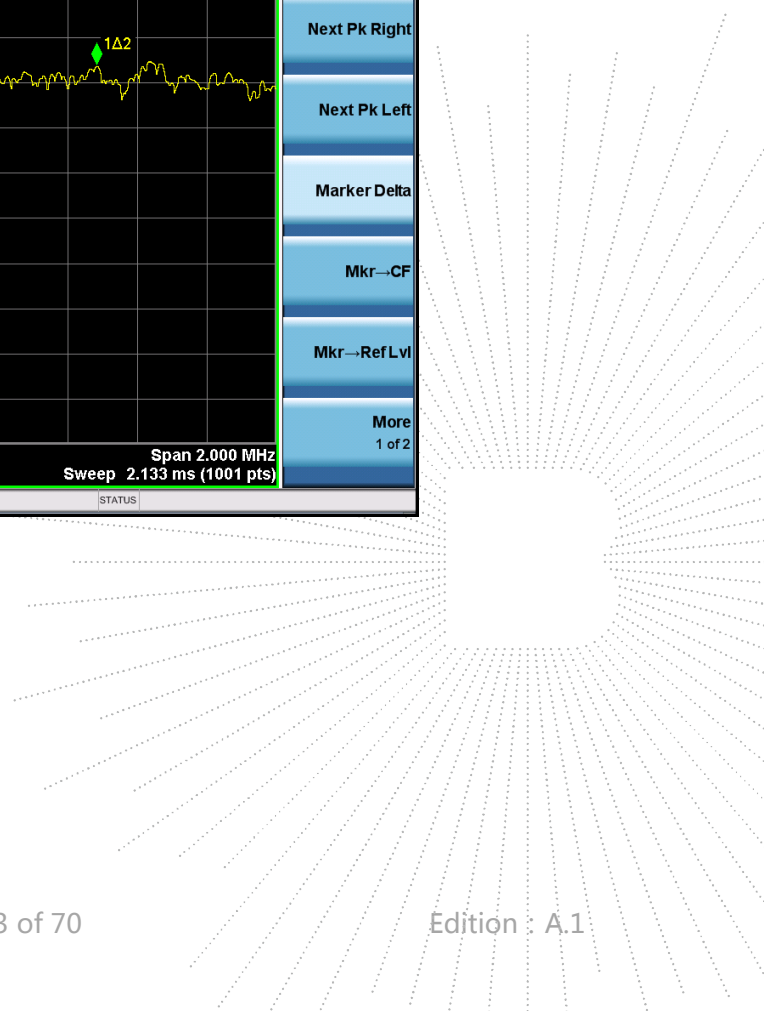 Next Pk Right
1Δ2
Next Pk Left
Marker Delta
Mkr→CF
Mkr→Ref Lvl
More
1 of 2
Span 2.000 MHz
Sweep 2.133 ms (1001 pts)
STATUS
3 of 70
Edition : A.1